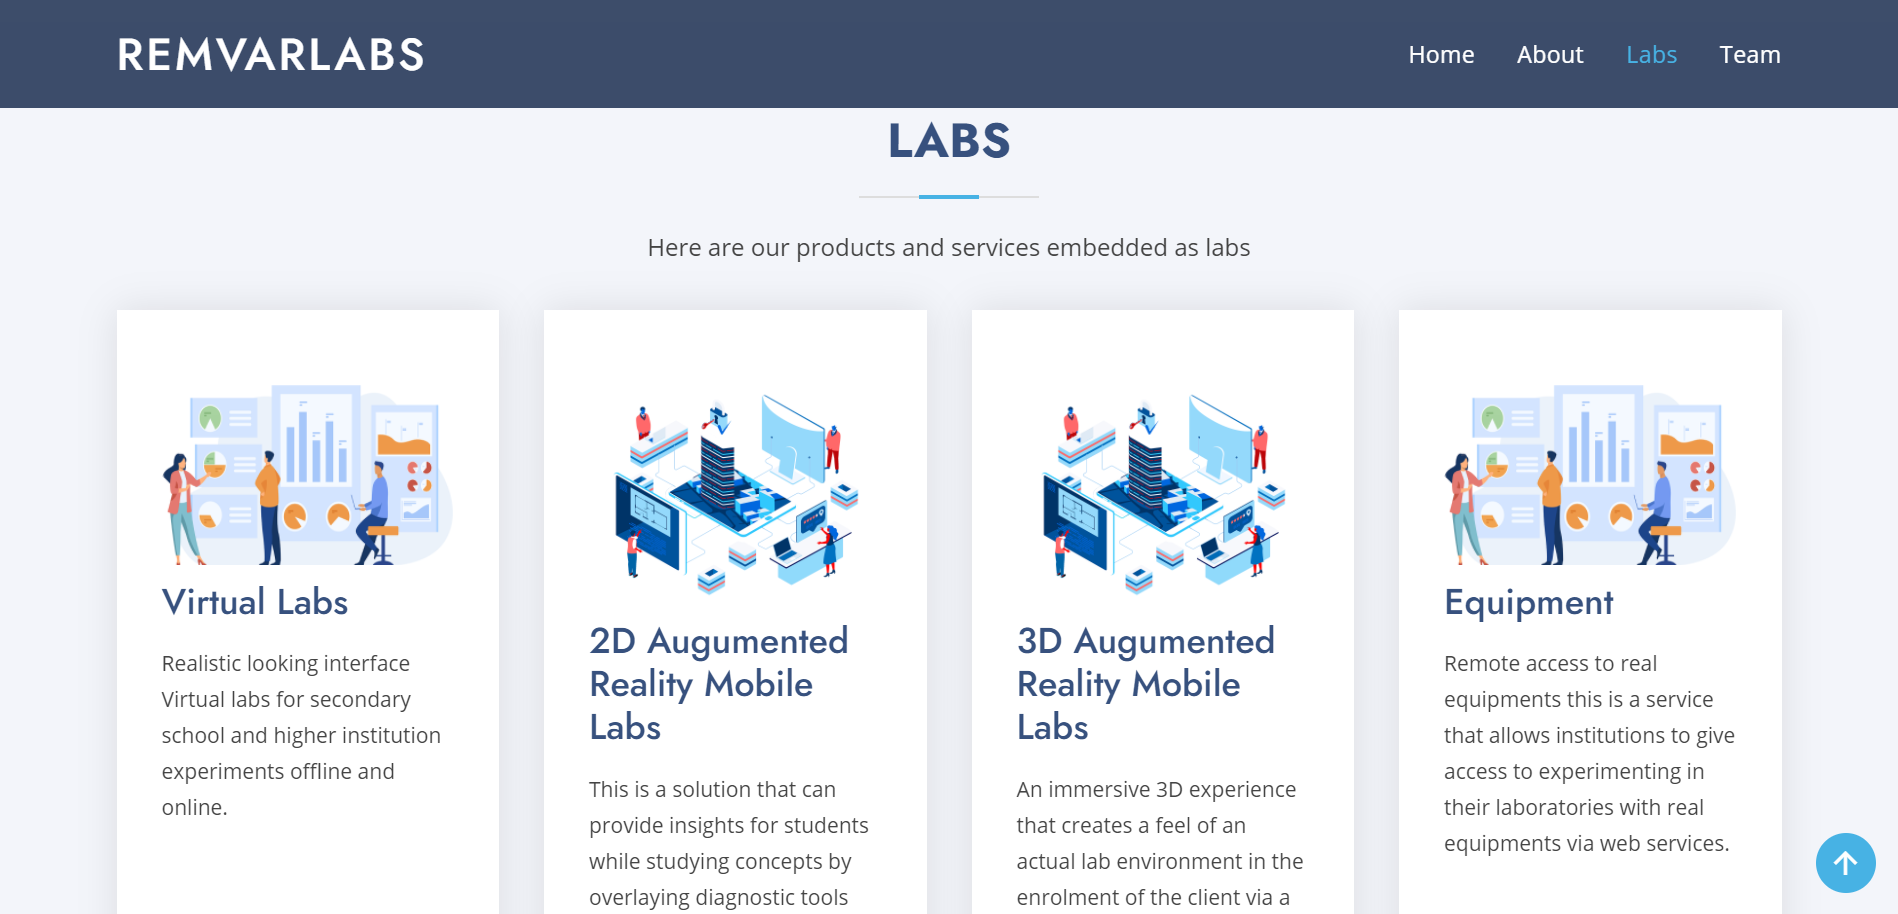 REMVARLABS
Home
About
Labs
Team
LABS
Here are our products and services embedded as labs
Virtual Labs
Realistic looking interface
Virtual labs for secondary
school and higher institution
experiments offline and
online.
2D Augumented
Reality Mobile
Labs
This is a solution that can
provide insights for students
while studying concepts by
overlaying diagnostic tools
3D Augumented
Reality Mobile
Labs
An immersive 3D experience
that creates a feel of an
actual lab environment in the
enrolment of the client via a
Equipment
Remote access to real
equipments this is a service
that allows institutions to give
access to experimenting in
their laboratories with real
equipments via web services.